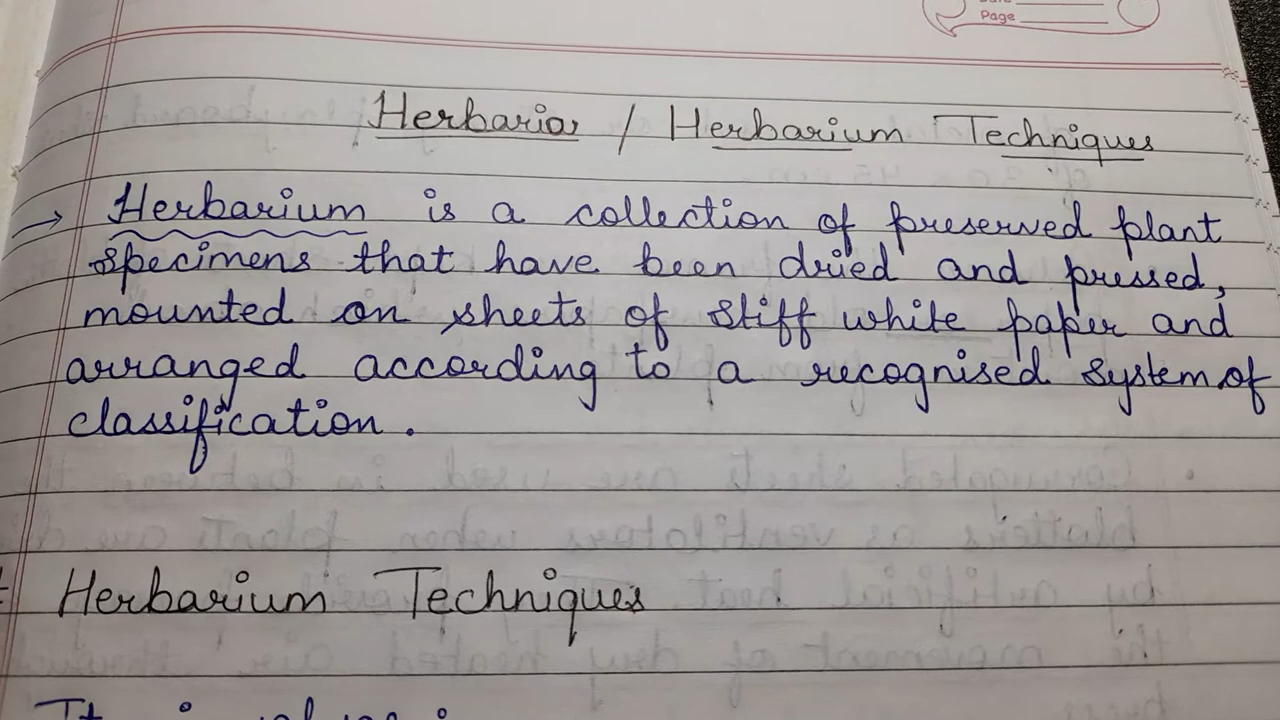 Page
Herbaria / Herbarium Techniques
→ Herbarium is a collection of preserved plant
specimens that have been dried and pressed,
mounted on sheets of stiff white paper and
arranged according to a recognised system of
classification.
Herbarium Techniques
It